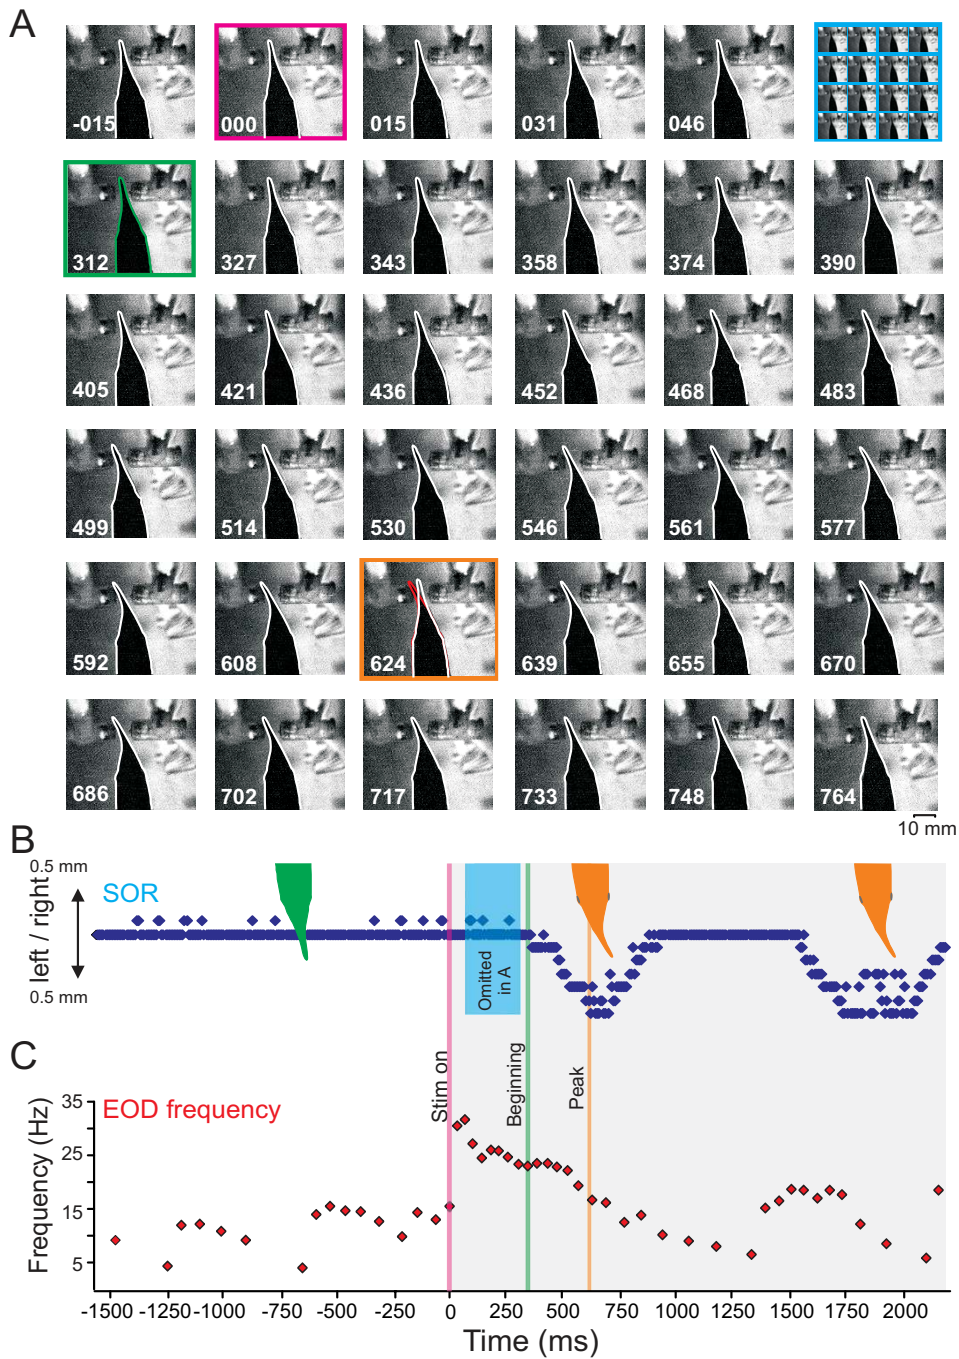 A
-015 000 015 031 046
312 327 343 358 374 390
405 421 436 452 468 483
499 514 530 546 561 577
592 608 624 639 655 670
686 702 717 733 748 764
10 mm
B
0.5 mm
SOR
left / right
0.5 mm
Omitted
in A
C
Stim on
Beginning
Peak
EOD frequency
Frequency (Hz)
35
25
15
5
-1500 -1250 -1000 -750 -500 -250 0 250 500 750 1000 1250 1500 1750 2000
Time (ms)